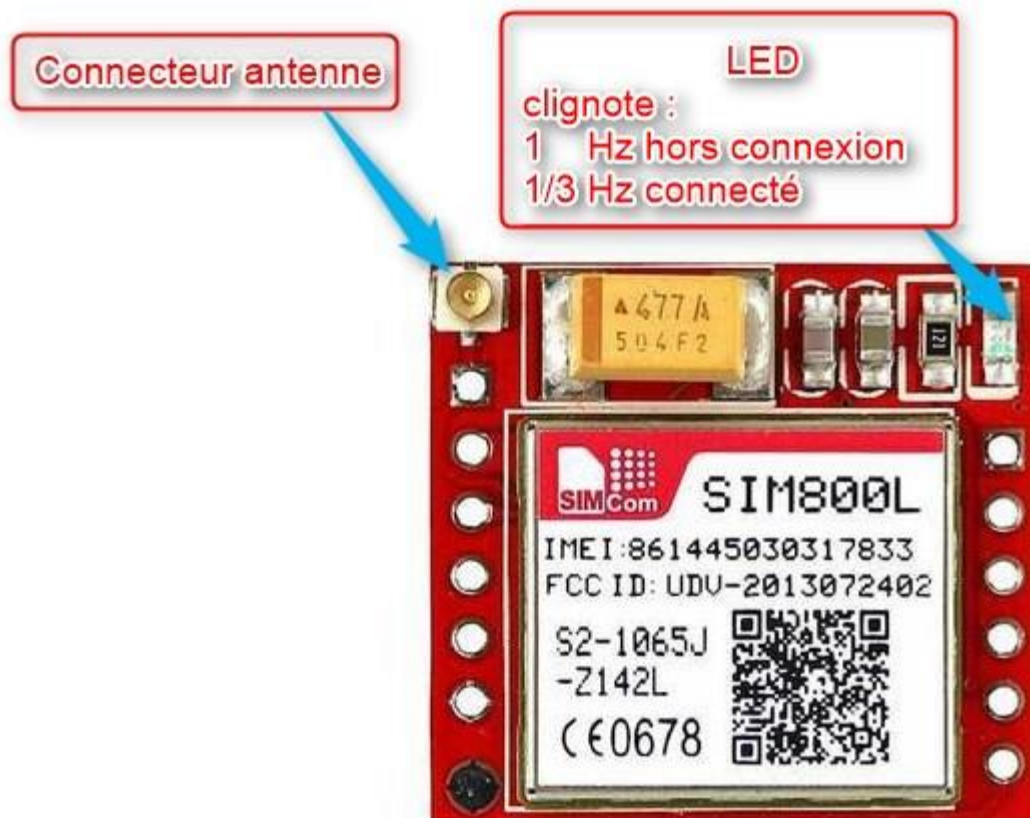 Connecteur antenne
LED
clignote :
1 Hz hors connexion
1/3 Hz connecté
477A
504F2
121
SIMCom
SIM800L
IMEI:861445030317833
FCC ID: UDV-2013072402
S2-1065J
-Z142L
CE0678